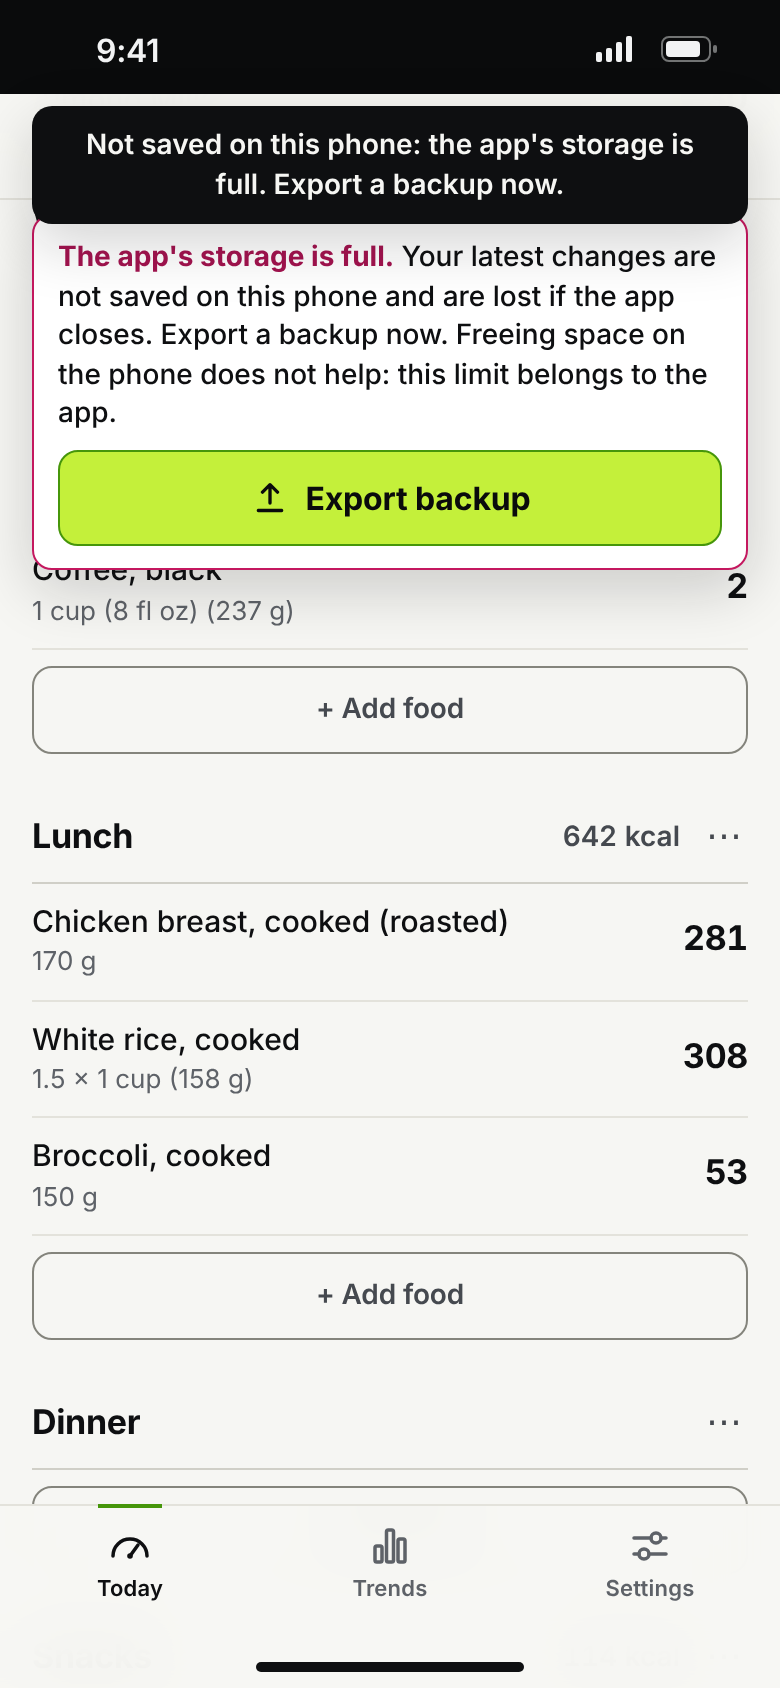 9:41
Not saved on this phone: the app's storage is
full. Export a backup now.
The app's storage is full. Your latest changes are
not saved on this phone and are lost if the app
closes. Export a backup now. Freeing space on
the phone does not help: this limit belongs to the
app.
Export backup
Coffee, black
2
1 cup (8 fl oz) (237 g)
+ Add food
Lunch 642 kcal ···
Chicken breast, cooked (roasted)
281
170 g
White rice, cooked
308
1.5 × 1 cup (158 g)
Broccoli, cooked
53
150 g
+ Add food
Dinner ···
Today Trends Settings
Snacks